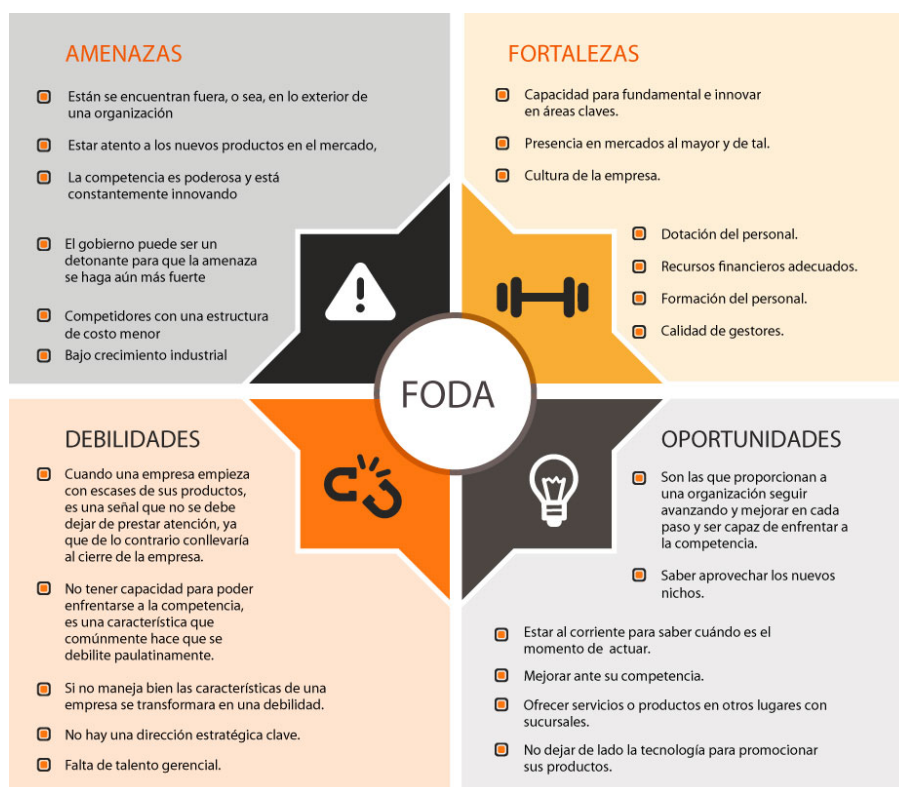 AMENAZAS
Están se encuentran fuera, o sea, en lo exterior de
una organización
Estar atento a los nuevos productos en el mercado,
La competencia es poderosa y está
constantemente innovando
El gobierno puede ser un
detonante para que la amenaza
se haga aún más fuerte
Competidores con una estructura
de costo menor
Bajo crecimiento industrial
FORTALEZAS
Capacidad para fundamental e innovar
en áreas claves.
Presencia en mercados al mayor y de tal.
Cultura de la empresa.
Dotación del personal.
Recursos financieros adecuados.
Formación del personal.
Calidad de gestores.
FODA
DEBILIDADES
Cuando una empresa empieza
con escases de sus productos,
es una señal que no se debe
dejar de prestar atención, ya
que de lo contrario conllevaría
al cierre de la empresa.
No tener capacidad para poder
enfrentarse a la competencia,
es una característica que
comúnmente hace que se
debilite paulatinamente.
Si no maneja bien las características de una
empresa se transformara en una debilidad.
No hay una dirección estratégica clave.
Falta de talento gerencial.
OPORTUNIDADES
Son las que proporcionan a
una organización seguir
avanzando y mejorar en cada
paso y ser capaz de enfrentar a
la competencia.
Saber aprovechar los nuevos
nichos.
Estar al corriente para saber cuándo es el
momento de actuar.
Mejorar ante su competencia.
Ofrecer servicios o productos en otros lugares con
sucursales.
No dejar de lado la tecnología para promocionar
sus productos.